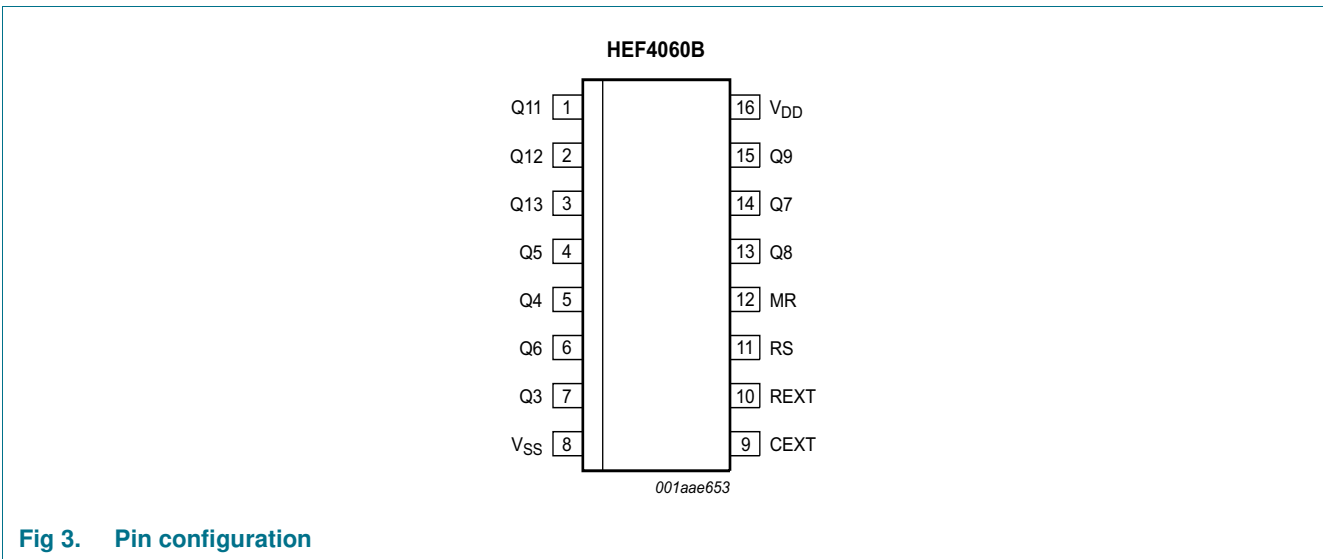 HEF4060B
Q11 1 16 VDD
Q12 2 15 Q9
Q13 3 14 Q7
Q5 4 13 Q8
Q4 5 12 MR
Q6 6 11 RS
Q3 7 10 REXT
VSS 8 9 CEXT
001aae653
Fig 3. Pin configuration